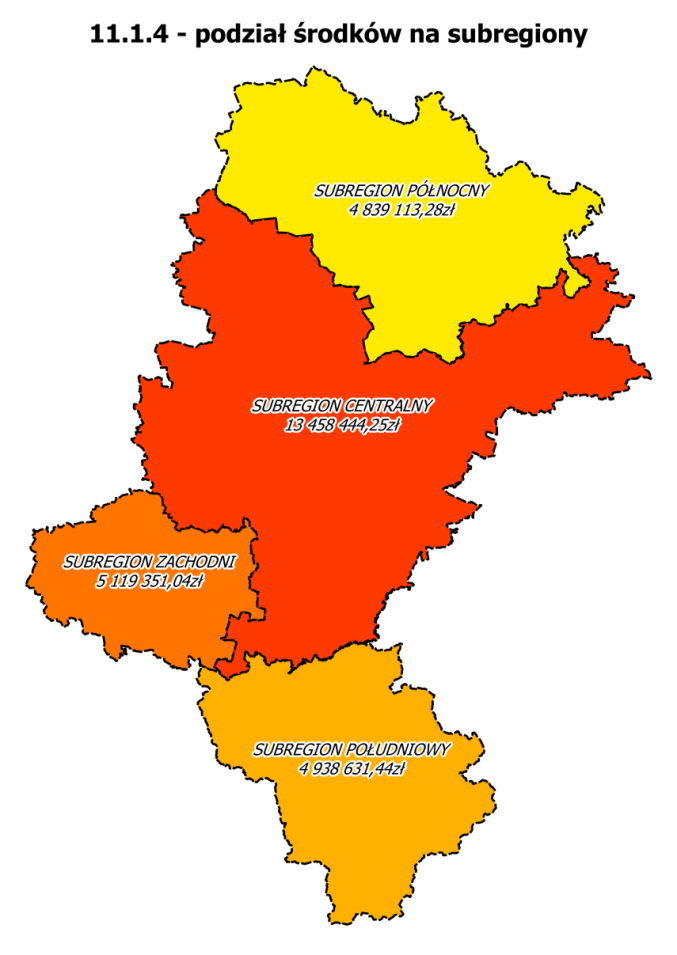 11.1.4 - podział środków na subregiony
SUBREGION PÓŁNOCNY
4 839 113,28zł
SUBREGION CENTRALNY
13 458 444,25zł
SUBREGION ZACHODNI
5 119 351,04zł
SUBREGION POŁUDNIOWY
4 938 631,44zł